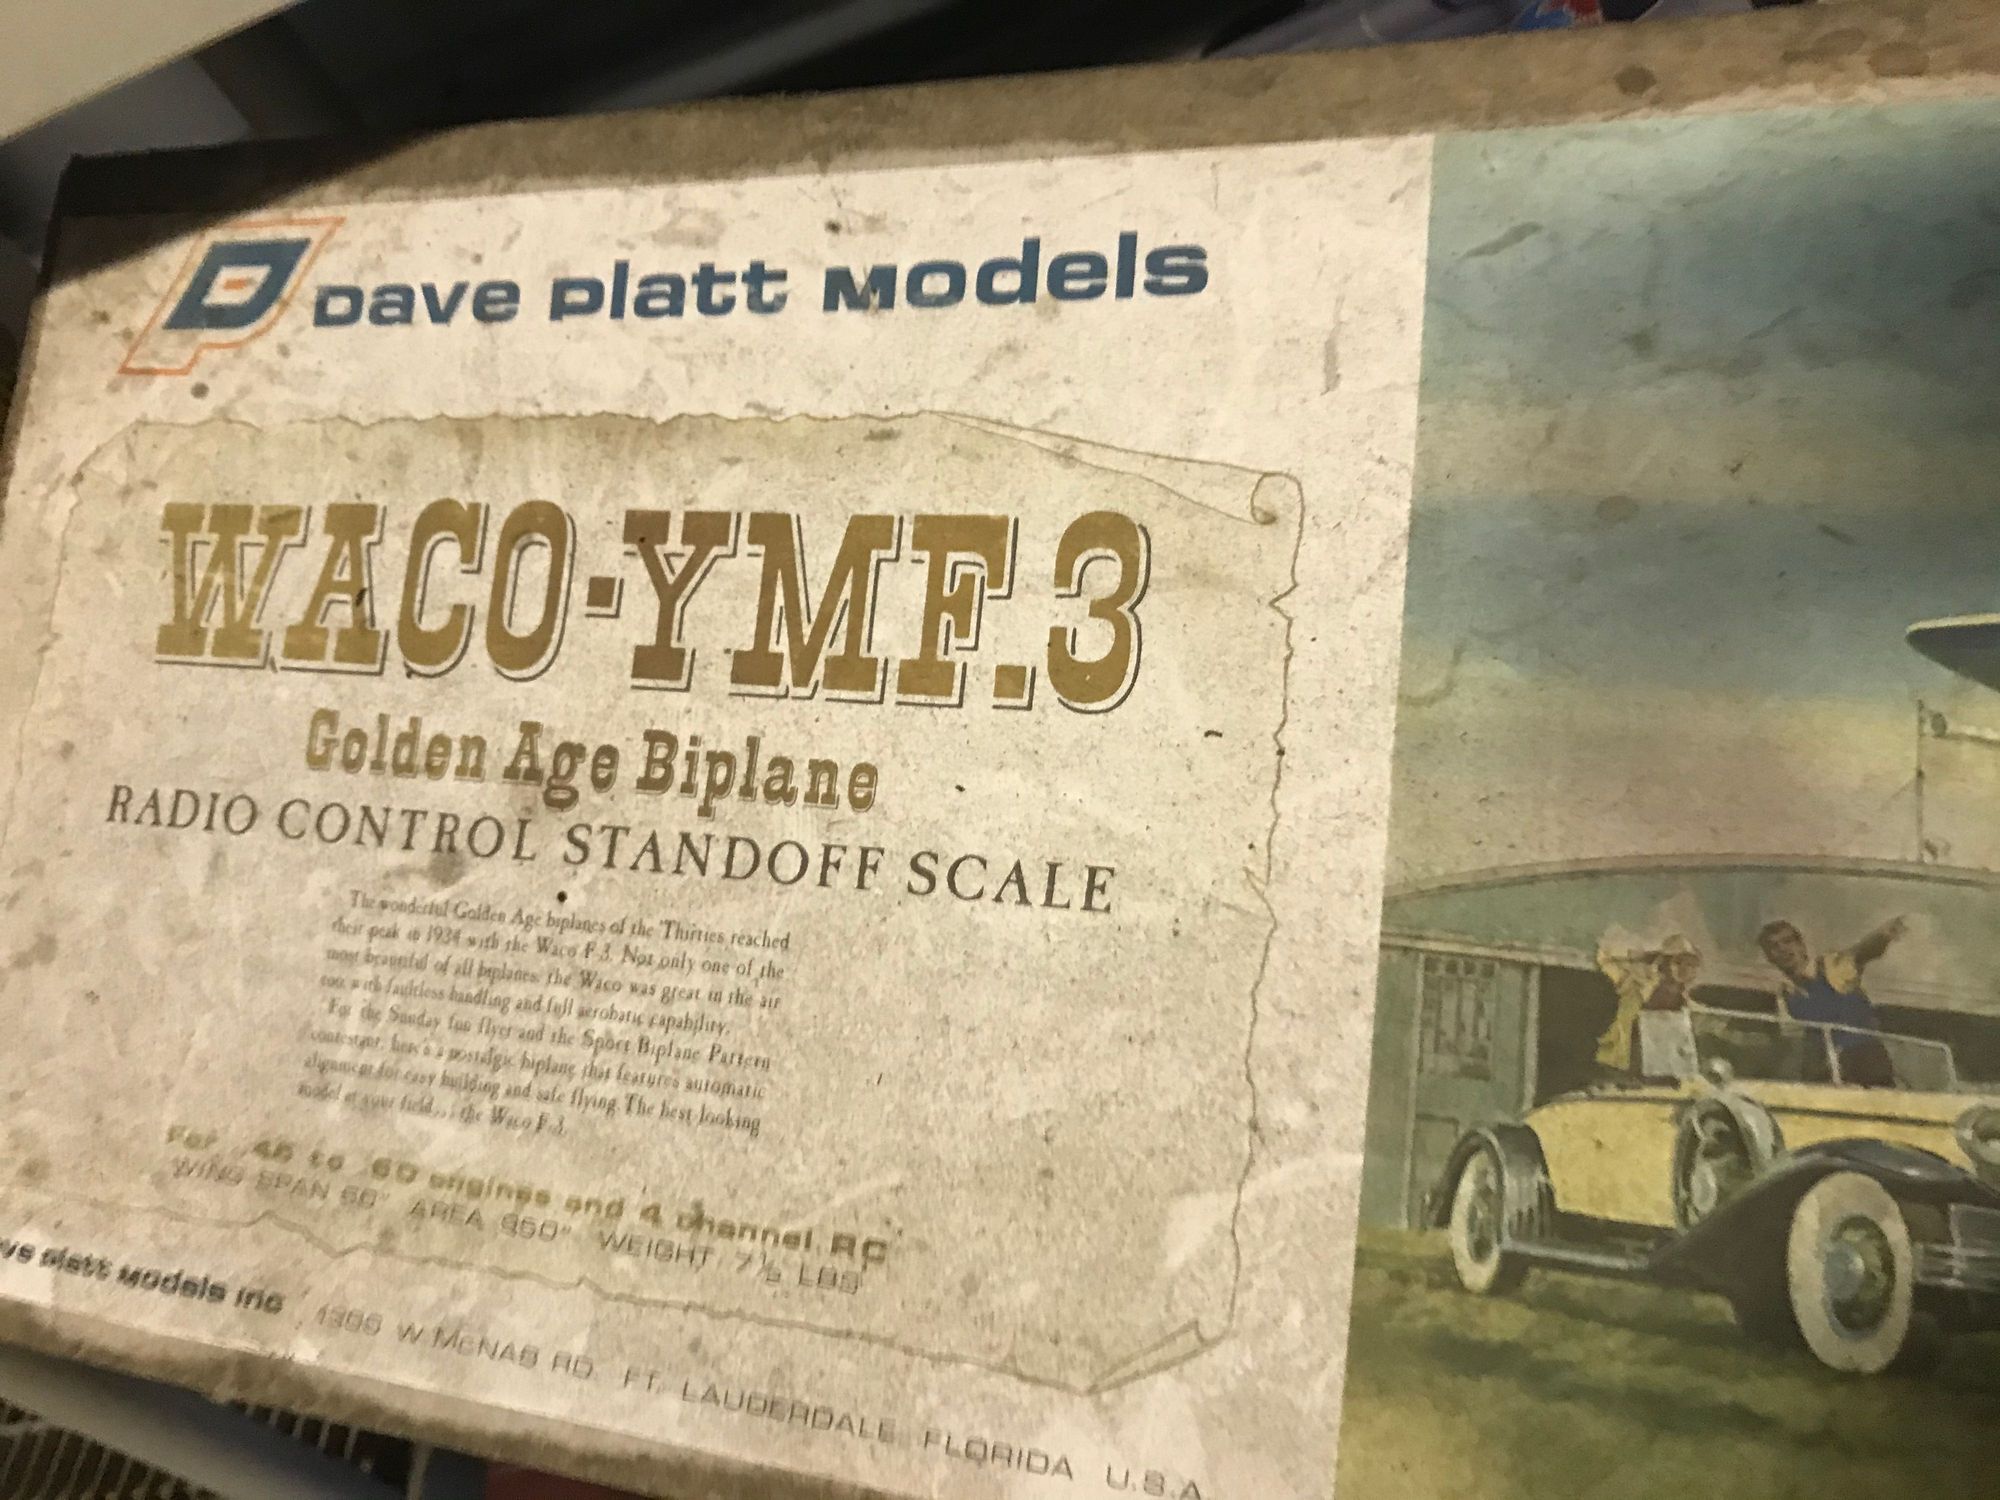 Dave Platt Models
WACO-YMF.3
Golden Age Biplane
RADIO CONTROL STANDOFF SCALE
The wonderful Golden Age biplanes of the 'Thirties reached
their peak in 1934 with the Waco F-3. Not only one of the
most beautiful of all biplanes, the Waco was great in the air
too, with faultless handling and full aerobatic capability.
For the Sunday fun flyer and the Sport Biplane Pattern
contestant, here's a nostalgic biplane that features automatic
alignment for easy building and safe flying. The best looking
model at your field... the Waco F-3.
For .45 to .60 engines and 4 channel RC
WING SPAN 60" AREA 950" WEIGHT 7½ LBS
Platt Models Inc 1306 W. McNAB RD FT. LAUDERDALE FLORIDA U.S.A